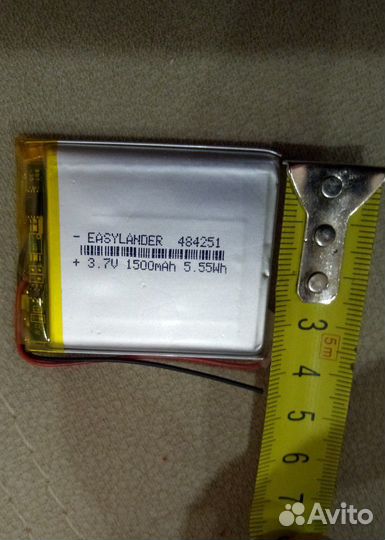 - EASYLANDER 484251
+ 3.7V 1500mAh 5.55Wh
3
5m
4
5
6
7
Avito